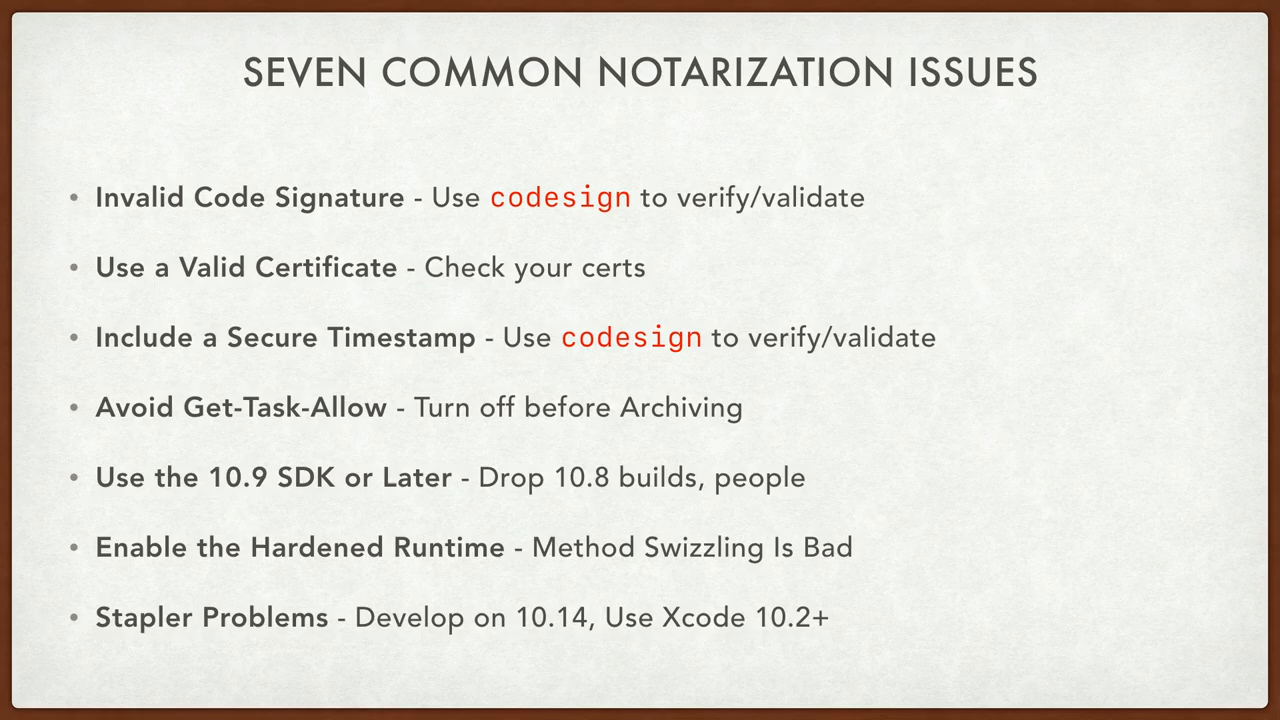 SEVEN COMMON NOTARIZATION ISSUES
• Invalid Code Signature - Use codesign to verify/validate
• Use a Valid Certificate - Check your certs
• Include a Secure Timestamp - Use codesign to verify/validate
• Avoid Get-Task-Allow - Turn off before Archiving
• Use the 10.9 SDK or Later - Drop 10.8 builds, people
• Enable the Hardened Runtime - Method Swizzling Is Bad
• Stapler Problems - Develop on 10.14, Use Xcode 10.2+